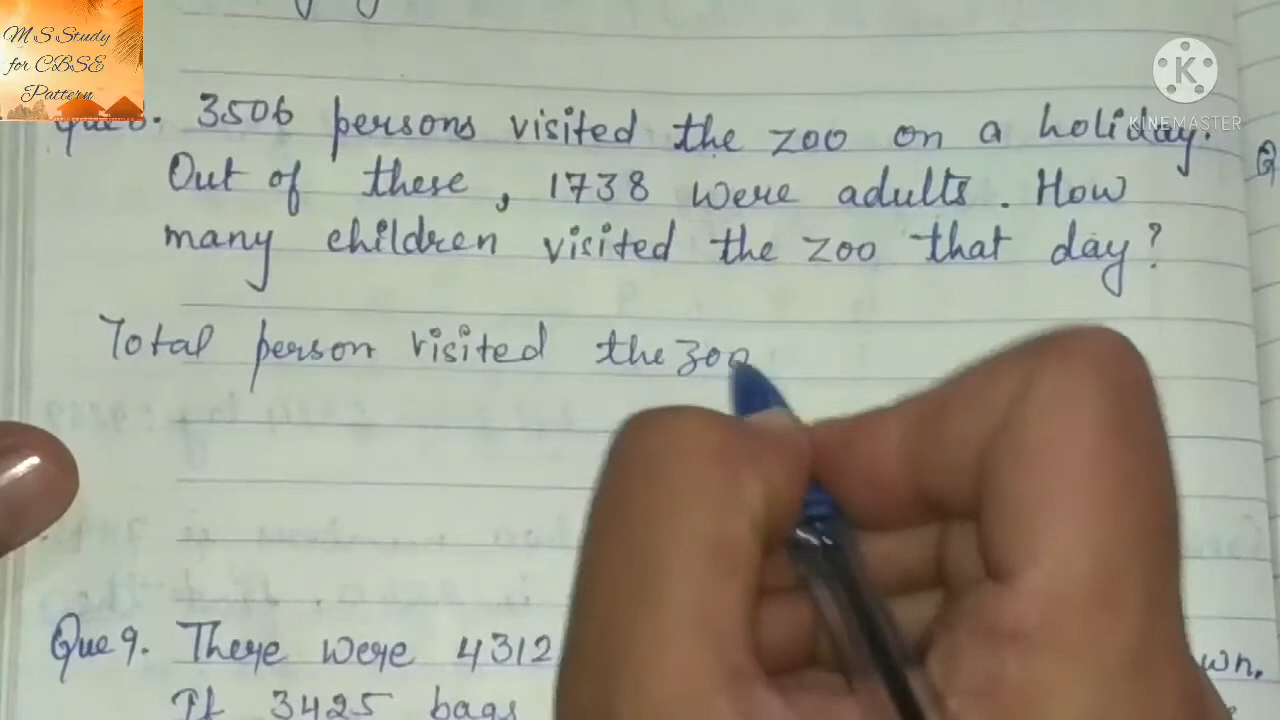 M S Study
for CBSE
Pattern
KINEMASTER
3506 persons visited the zoo on a holiday.
Out of these, 1738 were adults. How
many children visited the zoo that day?
Total person visited the zoo
Que 9. There were 4312
If 3425 bags